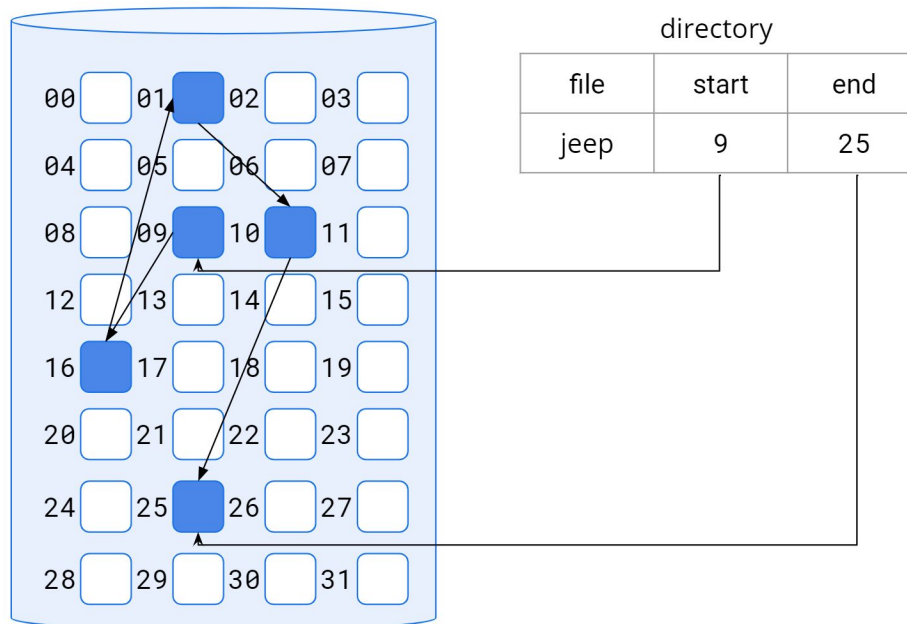 directory
file start end
jeep 9 25
00 01 02 03
04 05 06 07
08 09 10 11
12 13 14 15
16 17 18 19
20 21 22 23
24 25 26 27
28 29 30 31